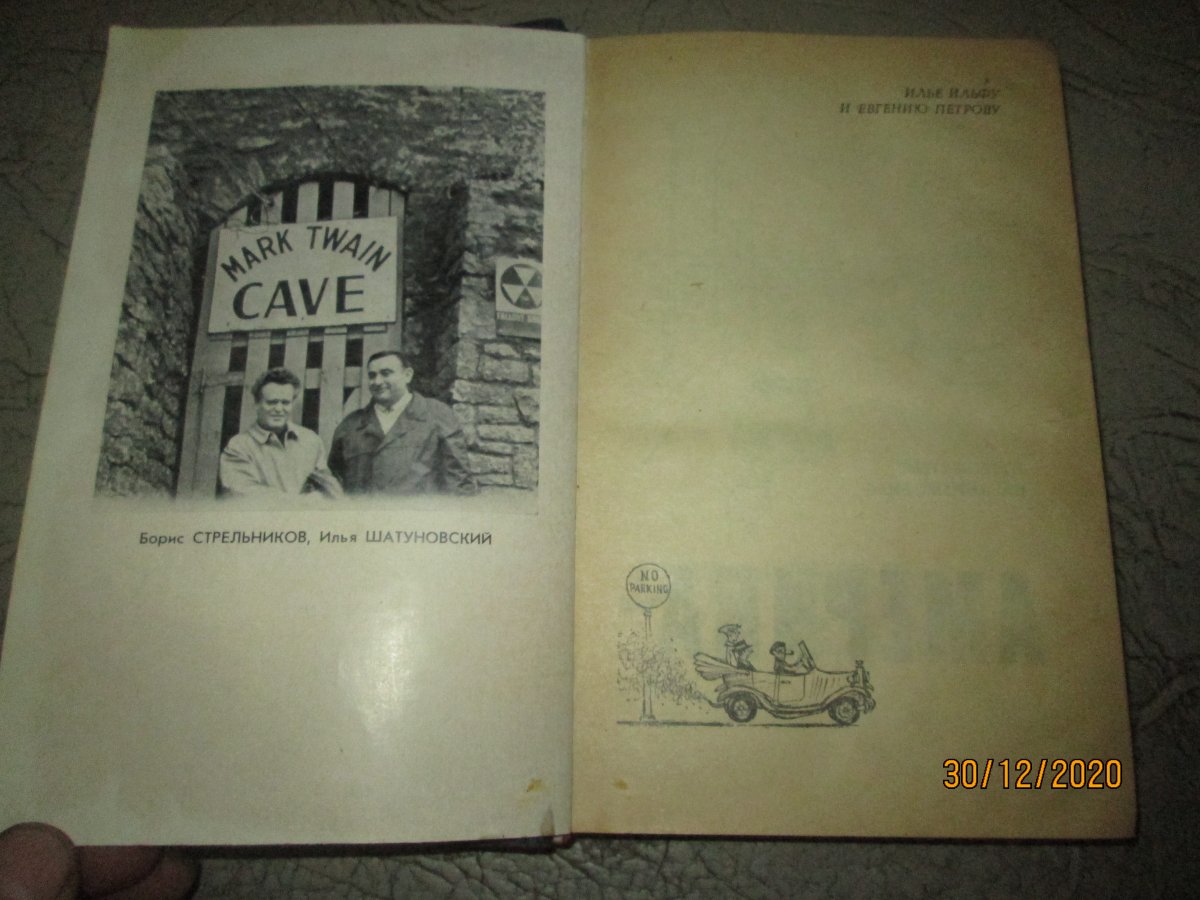 MARK TWAIN
CAVE
Борис СТРЕЛЬНИКОВ, Илья ШАТУНОВСКИЙ
ИЛЬЕ ИЛЬФУ
И ЕВГЕНИЮ ПЕТРОВУ
NO
PARKING
30/12/2020